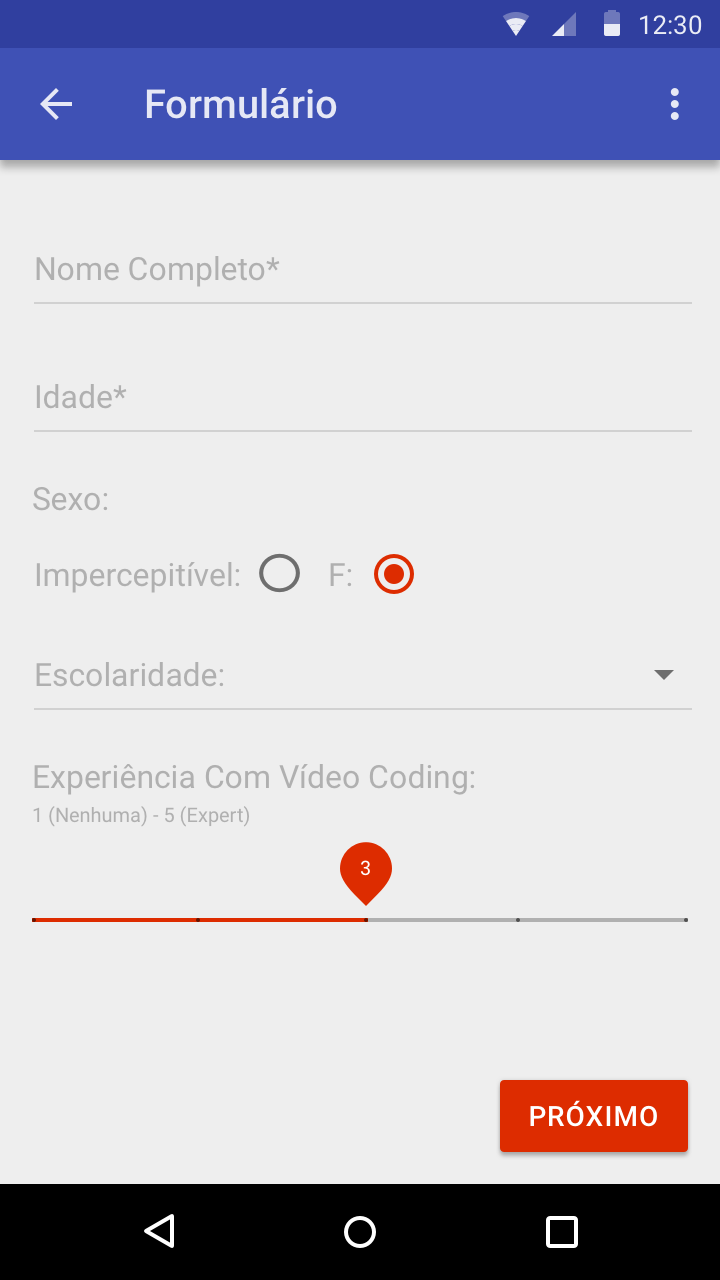 12:30
Formulário
Nome Completo*
Idade*
Sexo:
Impercepitível: F:
Escolaridade:
Experiência Com Vídeo Coding:
1 (Nenhuma) - 5 (Expert)
3
PRÓXIMO